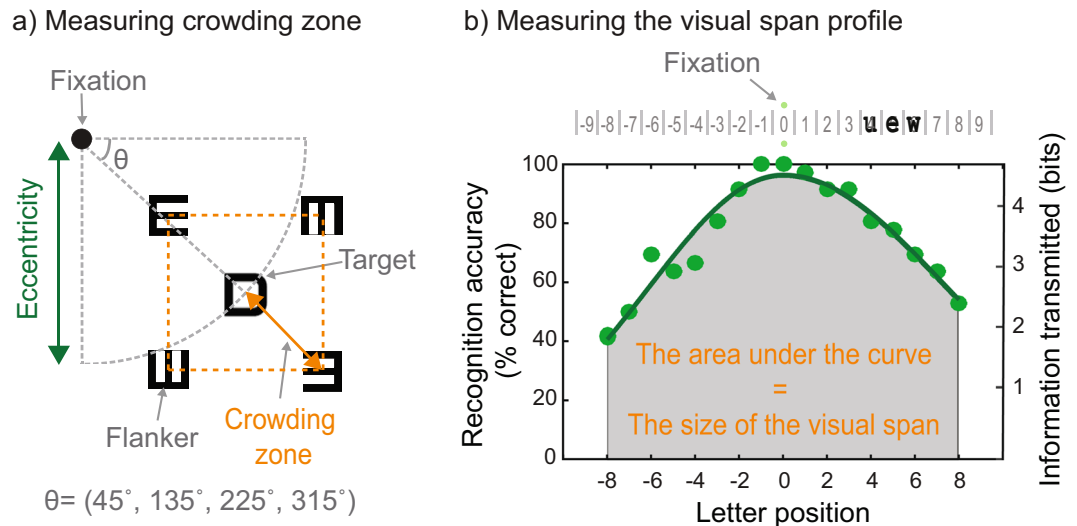 a) Measuring crowding zone
Fixation
θ
Eccentricity
Target
D
Flanker
Crowding
zone
θ= (45°, 135°, 225°, 315°)
b) Measuring the visual span profile
Fixation
-9 -8 -7 -6 -5 -4 -3 -2 -1 0 1 2 3 u e w 7 8 9
Recognition accuracy
(% correct)
100
80
60
40
20
0
The area under the curve
=
The size of the visual span
4
3
2
1
Information transmitted (bits)
-8 -6 -4 -2 0 2 4 6 8
Letter position